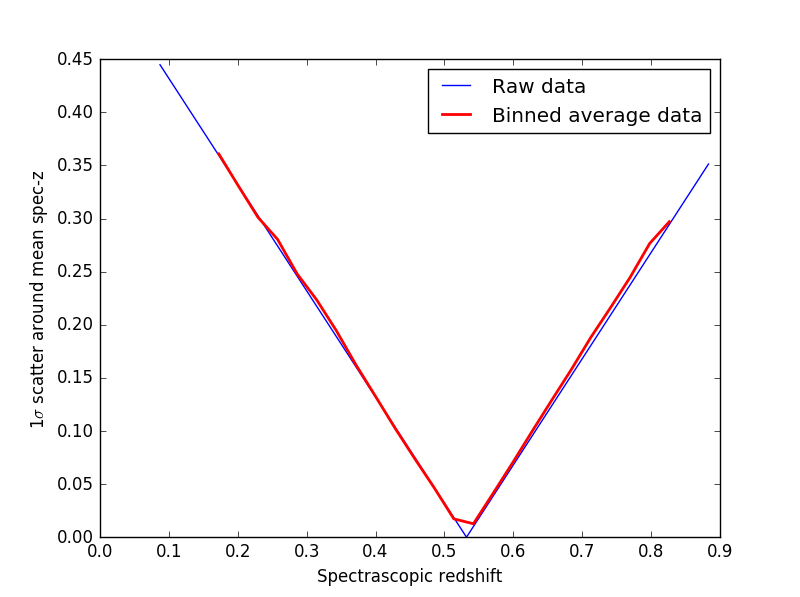 0.45
0.40
0.35
0.30
0.25
0.20
0.15
0.10
0.05
0.00
1σ scatter around mean spec-z
Raw data
Binned average data
0.0 0.1 0.2 0.3 0.4 0.5 0.6 0.7 0.8 0.9
Spectrascopic redshift